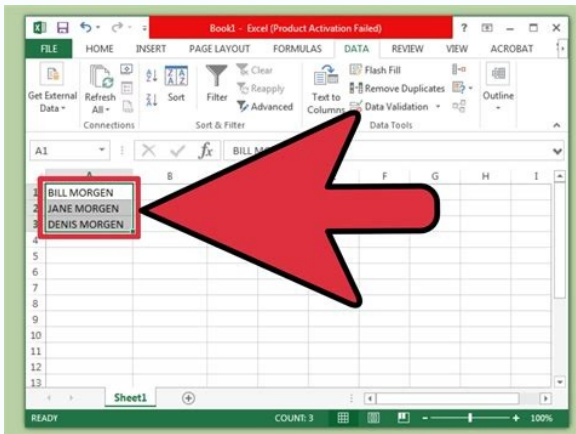 Book1 - Excel (Product Activation Failed)
FILE HOME INSERT PAGE LAYOUT FORMULAS DATA REVIEW VIEW ACROBAT
Get External Data
Refresh All
Connections
Sort
Filter
Clear
Reapply
Advanced
Sort & Filter
Text to Columns
Flash Fill
Remove Duplicates
Data Validation
Data Tools
Outline
A1 fx BILL M
A B F G H I
1 BILL MORGEN
2 JANE MORGEN
3 DENIS MORGEN
4
5
6
7
8
9
10
11
12
13
Sheet1
READY COUNT: 3 100%